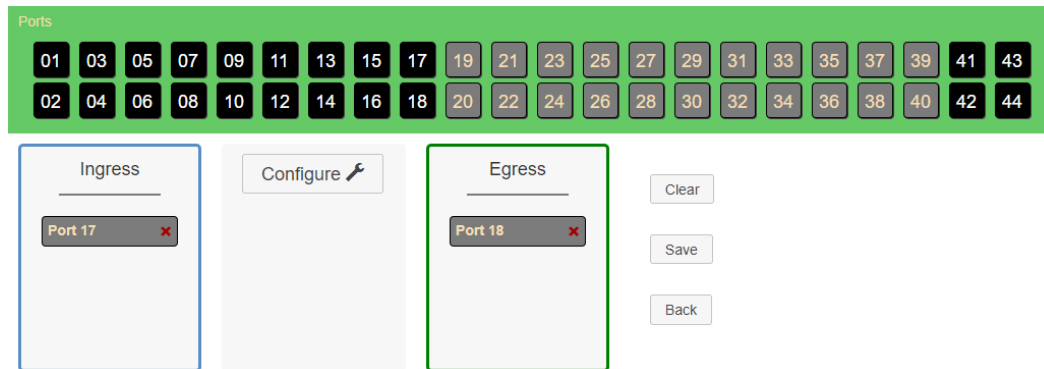 Ports
01 03 05 07 09 11 13 15 17 19 21 23 25 27 29 31 33 35 37 39 41 43
02 04 06 08 10 12 14 16 18 20 22 24 26 28 30 32 34 36 38 40 42 44
Ingress
Port 17
Configure
Egress
Port 18
Clear
Save
Back